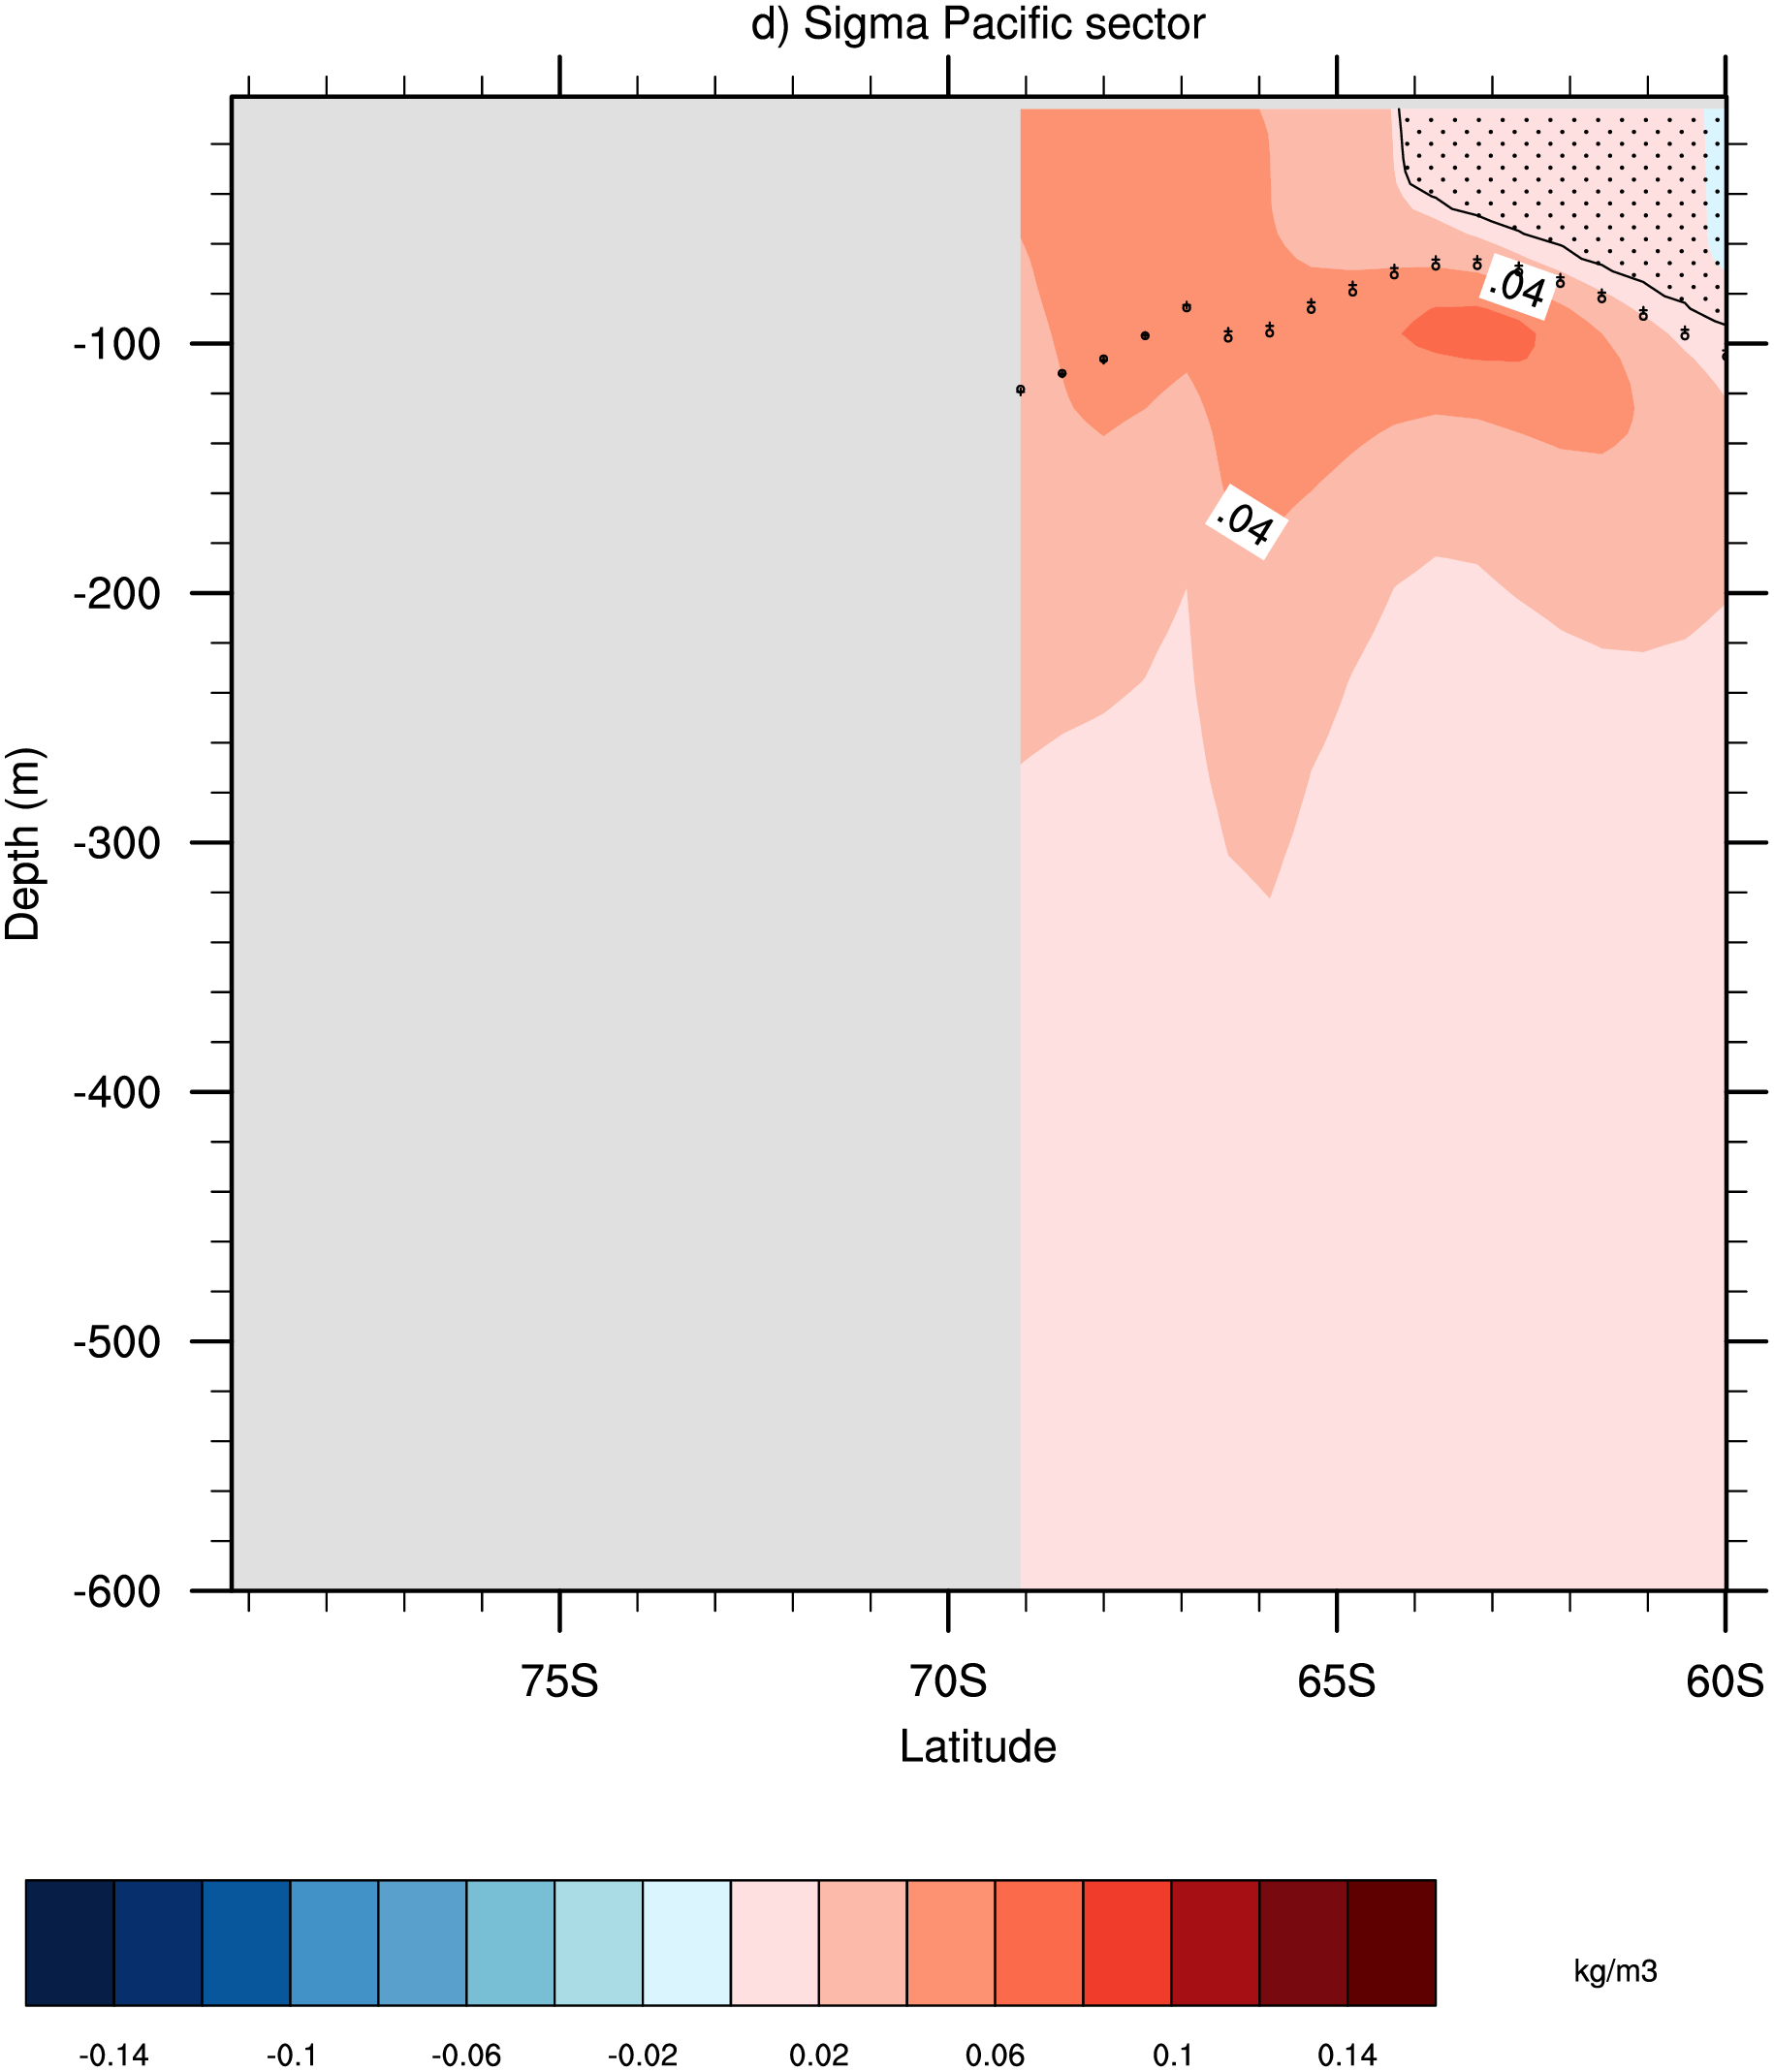 d) Sigma Pacific sector
.04
-100
.04
-200
-300
Depth (m)
-400
-500
-600
75S 70S 65S 60S
Latitude
kg/m3
-0.14 -0.1 -0.06 -0.02 0.02 0.06 0.1 0.14